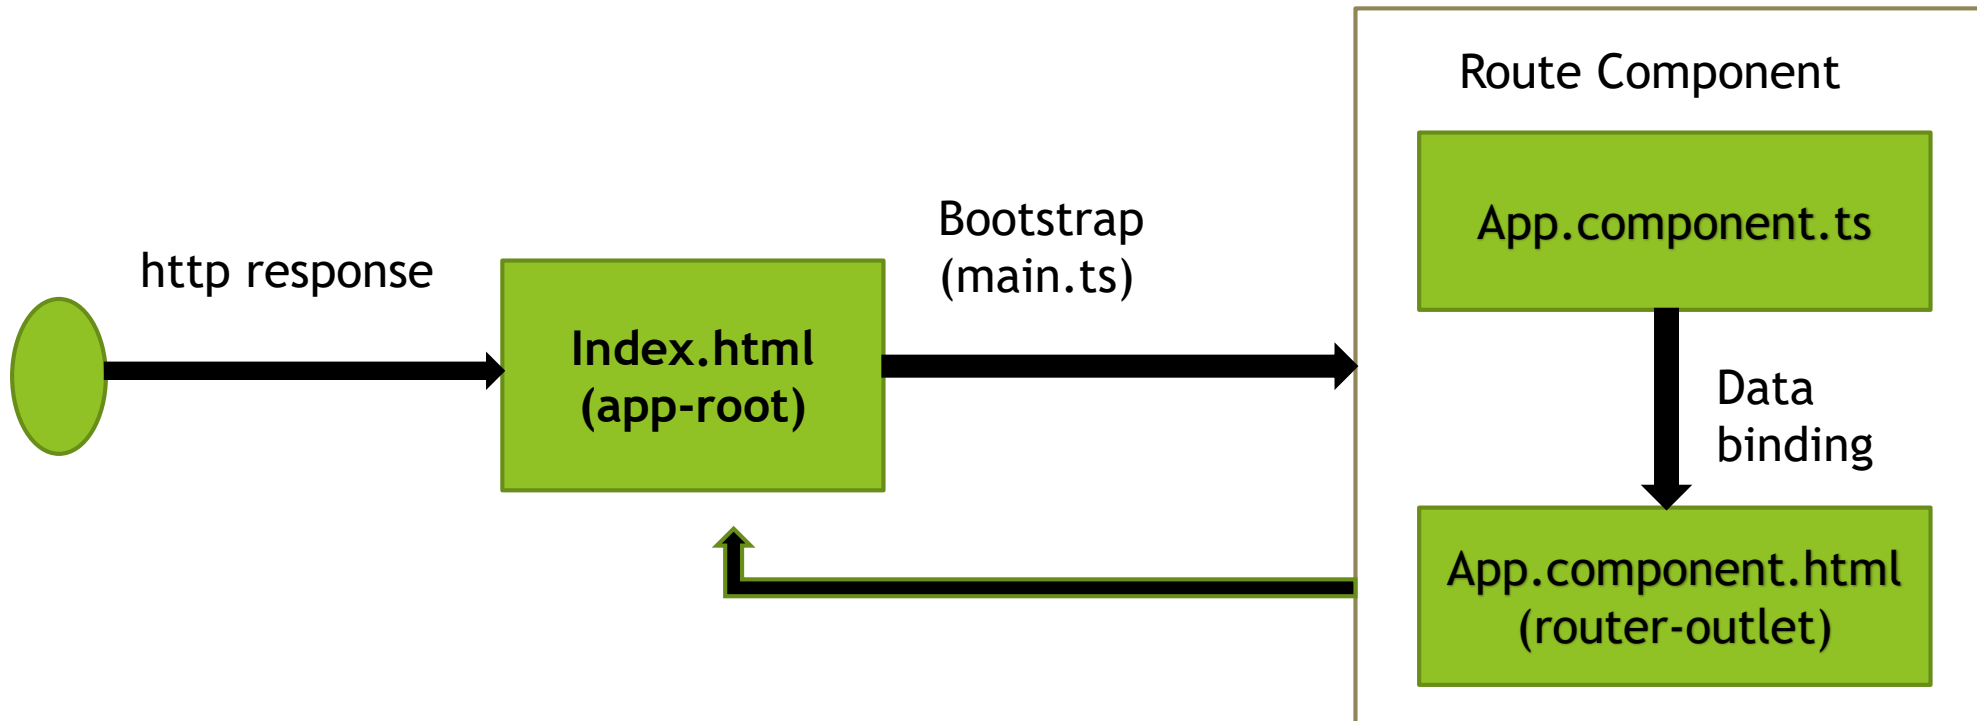 http response
Index.html
(app-root)
Bootstrap
(main.ts)
Route Component
App.component.ts
Data
binding
App.component.html
(router-outlet)